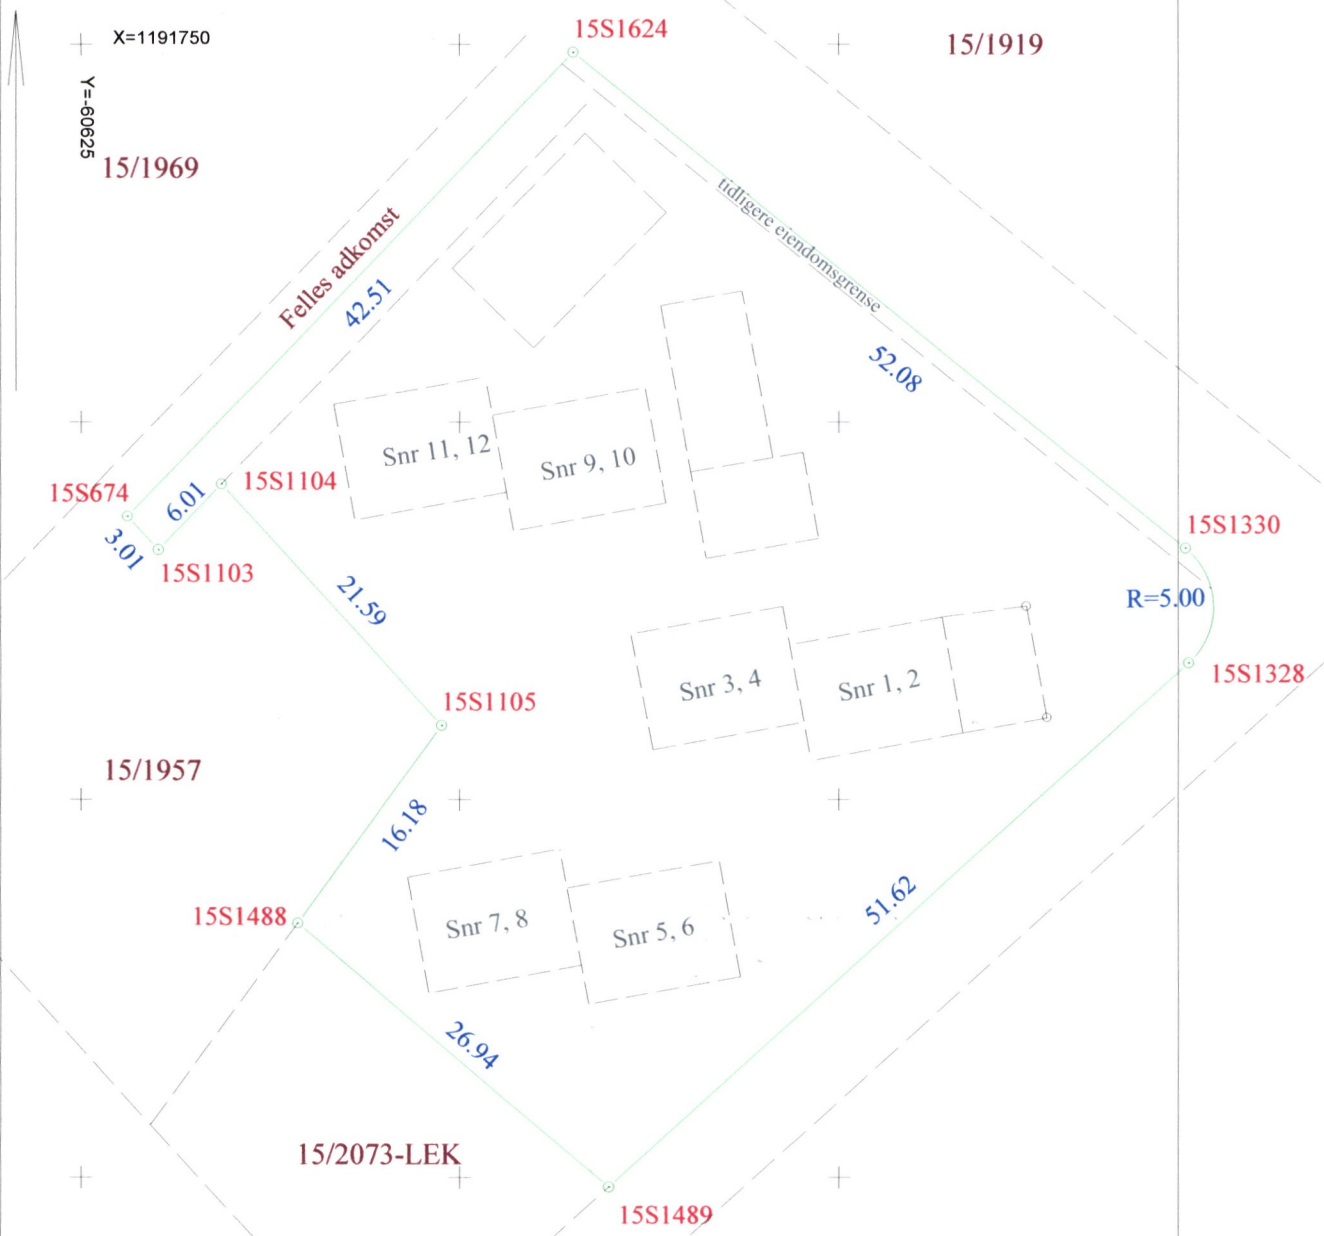 15S1624
X=1191750
15/1919
Y=-60625
15/1969
tidligere eiendomsgrense
Felles adkomst
42.51
52.08
Snr 11, 12
Snr 9, 10
15S674
6.01
15S1104
15S1330
3.01
15S1103
21.59
R=5.00
15S1328
Snr 3, 4
Snr 1, 2
15S1105
15/1957
16.18
51.62
15S1488
Snr 7, 8
Snr 5, 6
26.94
15/2073-LEK
15S1489